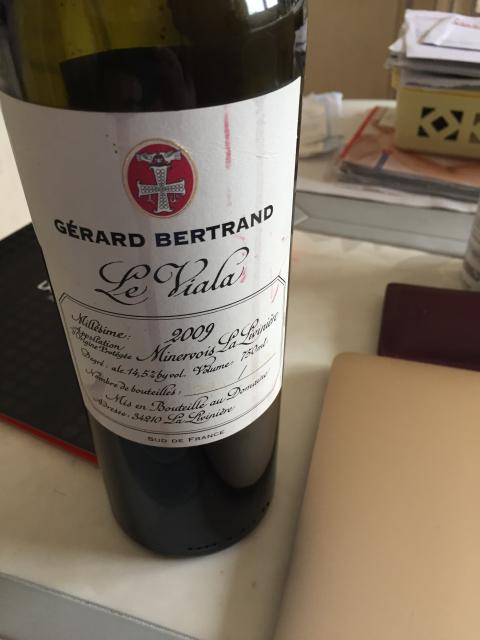 GÉRARD BERTRAND
Le Viala
Millésime: 2009
Appellation
d'Origine Protégée Minervois La Livinière
Degré: alc 14,5% by vol. Volume: 750ml
Nombre de bouteilles: /
Mis en Bouteille au Domaine
Adresse: 34210 La Livinière
SUD DE FRANCE